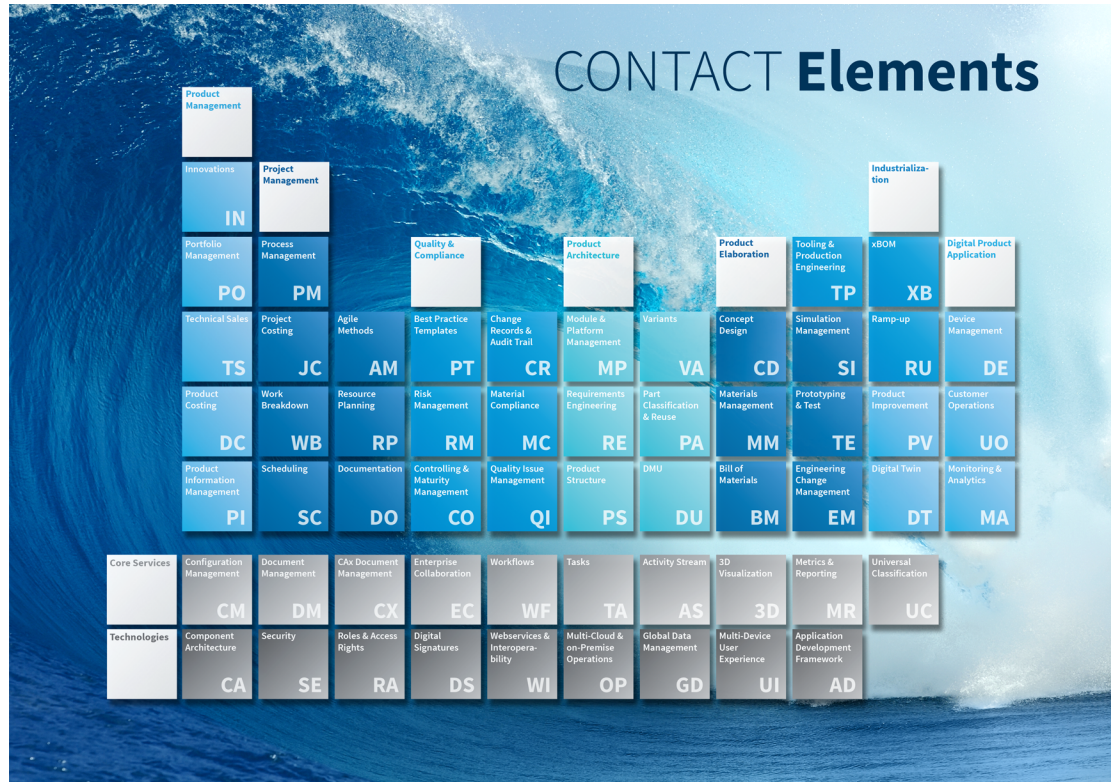 CONTACT Elements
Product
Management
Innovations
IN
Project
Management
Industrializa-
tion
Portfolio
Management
PO
Process
Management
PM
Quality &
Compliance
Product
Architecture
Product
Elaboration
Tooling &
Production
Engineering
TP
xBOM
XB
Digital Product
Application
Technical Sales
TS
Project
Costing
JC
Agile
Methods
AM
Best Practice
Templates
PT
Change
Records &
Audit Trail
CR
Module &
Platform
Management
MP
Variants
VA
Concept
Design
CD
Simulation
Management
SI
Ramp-up
RU
Device
Management
DE
Product
Costing
DC
Work
Breakdown
WB
Resource
Planning
RP
Risk
Management
RM
Material
Compliance
MC
Requirements
Engineering
RE
Part
Classification
& Reuse
PA
Materials
Management
MM
Prototyping
& Test
TE
Product
Improvement
PV
Customer
Operations
UO
Product
Information
Management
PI
Scheduling
SC
Documentation
DO
Controlling &
Maturity
Management
CO
Quality Issue
Management
QI
Product
Structure
PS
DMU
DU
Bill of
Materials
BM
Engineering
Change
Management
EM
Digital Twin
DT
Monitoring &
Analytics
MA
Core Services
Configuration
Management
CM
Document
Management
DM
CAx Document
Management
CX
Enterprise
Collaboration
EC
Workflows
WF
Tasks
TA
Activity Stream
AS
3D
Visualization
3D
Metrics &
Reporting
MR
Universal
Classification
UC
Technologies
Component
Architecture
CA
Security
SE
Roles & Access
Rights
RA
Digital
Signatures
DS
Webservices &
Interopera-
bility
WI
Multi-Cloud &
on-Premise
Operations
OP
Global Data
Management
GD
Multi-Device
User
Experience
UI
Application
Development
Framework
AD